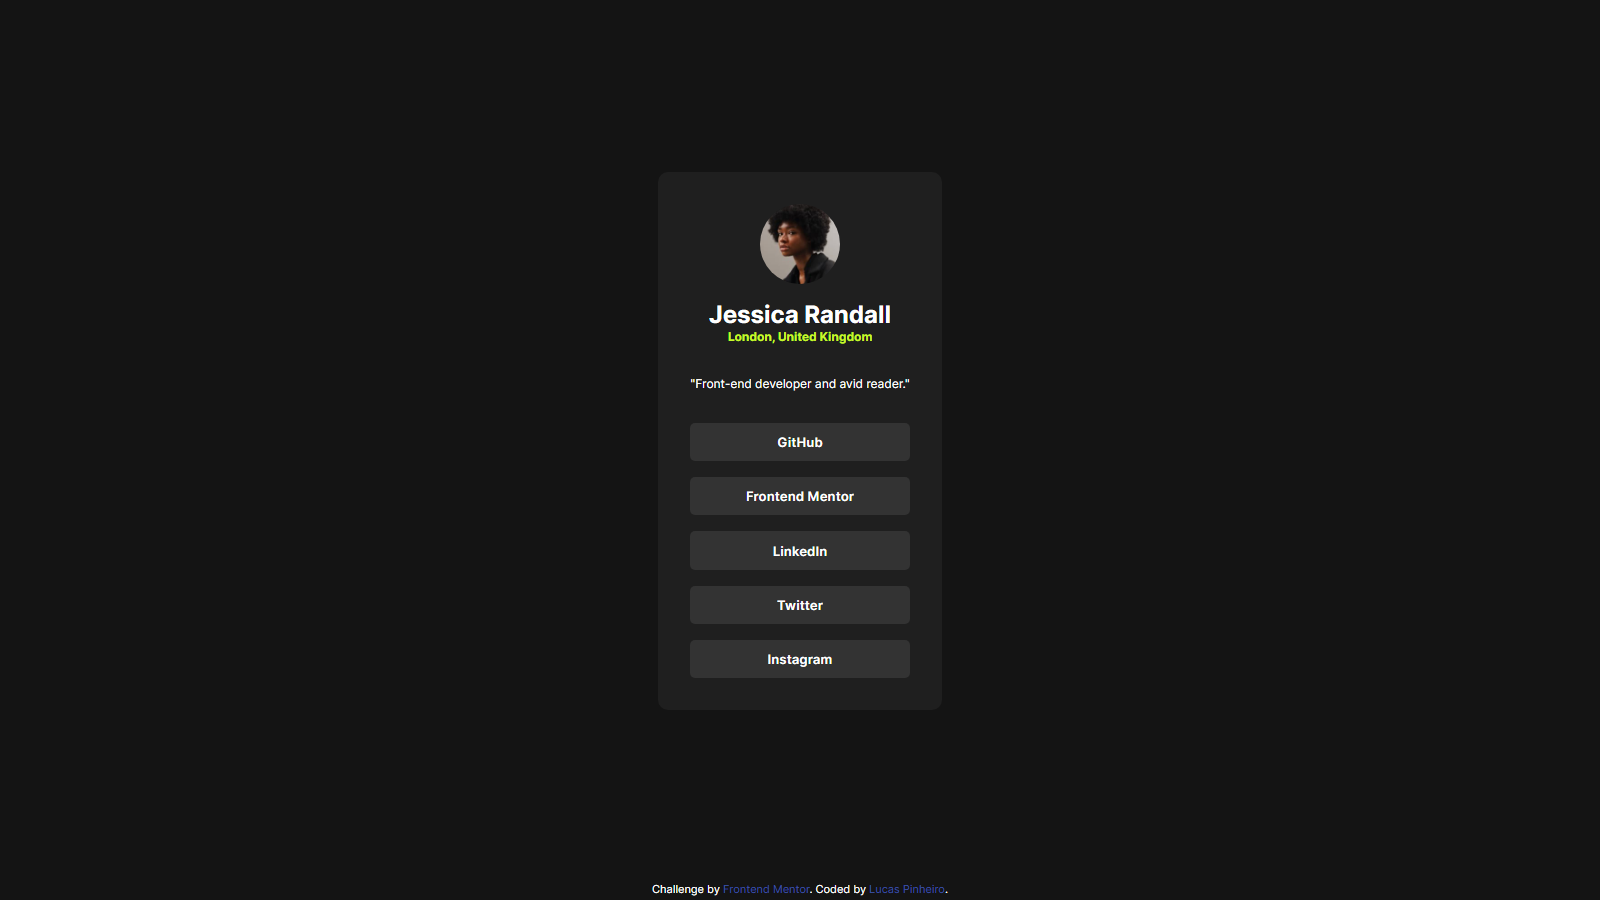 Jessica Randall
London, United Kingdom
"Front-end developer and avid reader."
GitHub
Frontend Mentor
LinkedIn
Twitter
Instagram
Challenge by Frontend Mentor. Coded by Lucas Pinheiro.